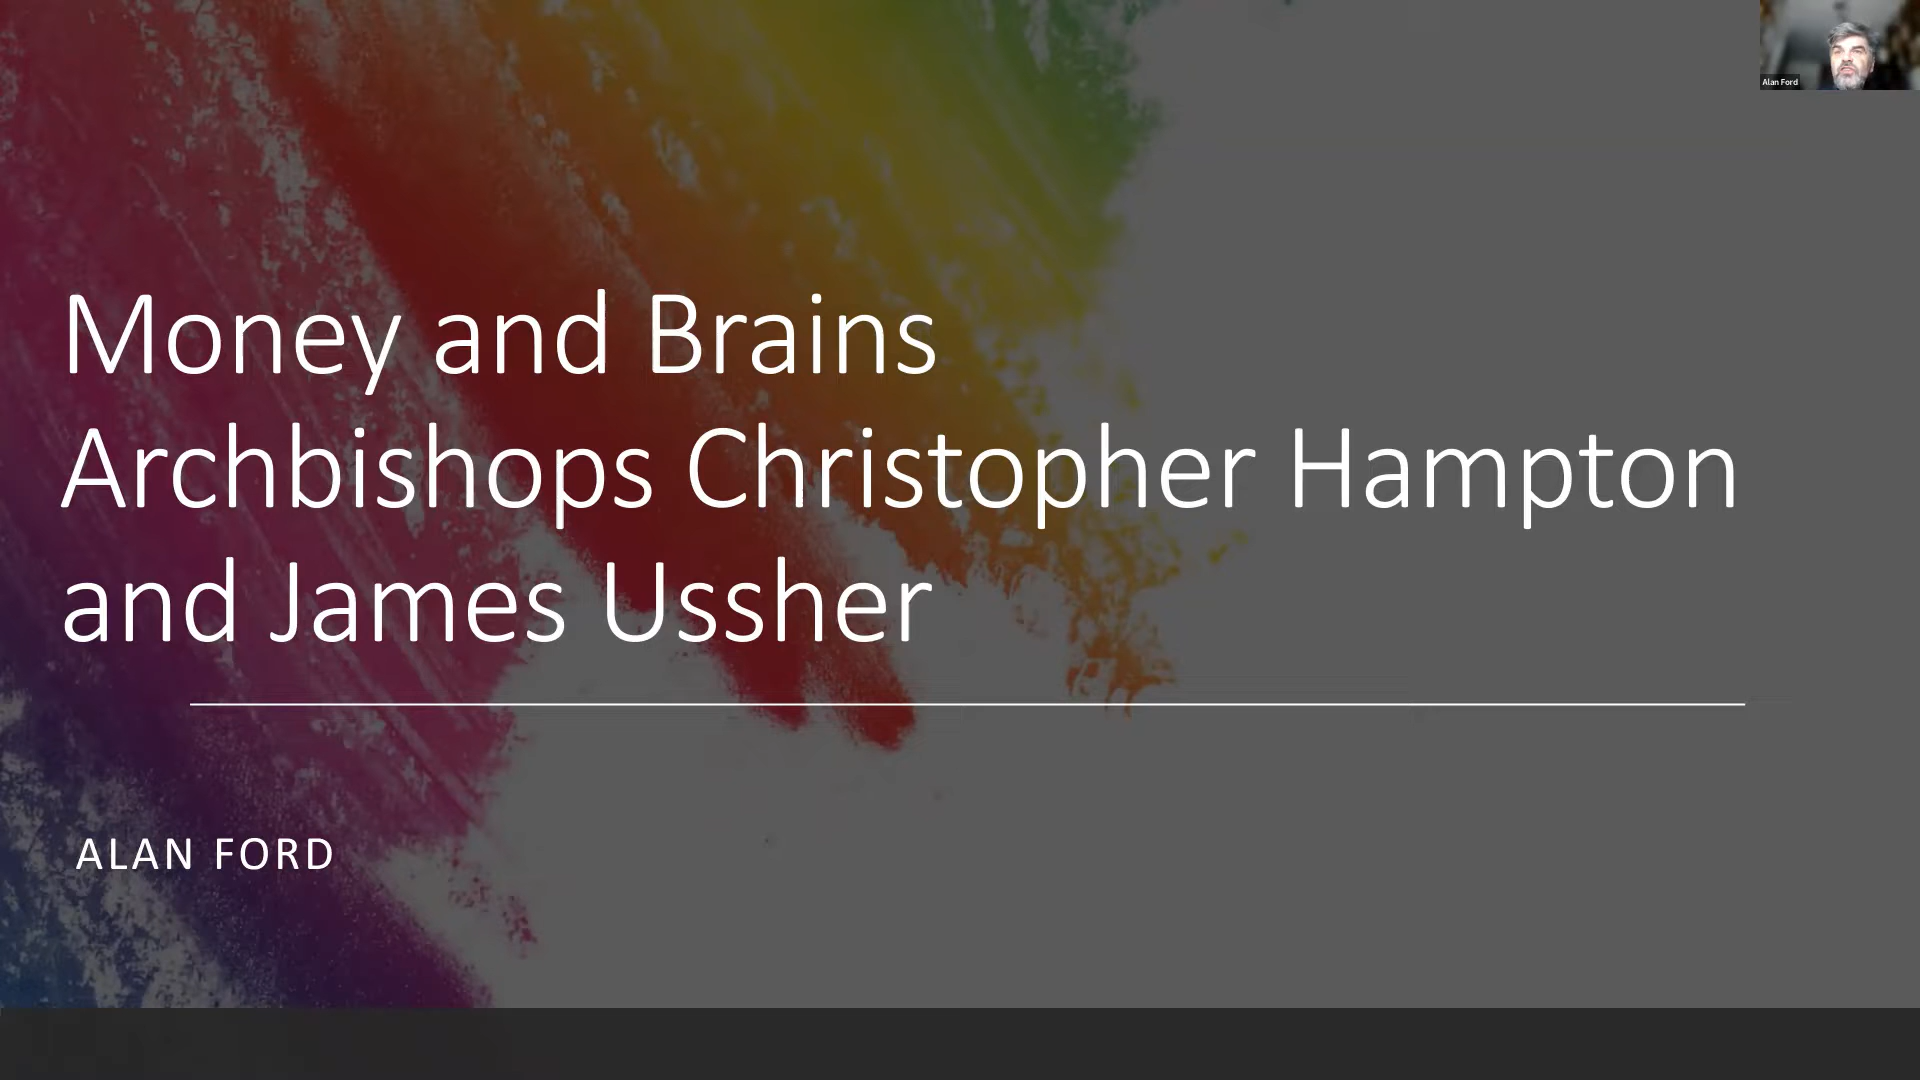 Alan Ford
Money and Brains
Archbishops Christopher Hampton
and James Ussher
ALAN FORD